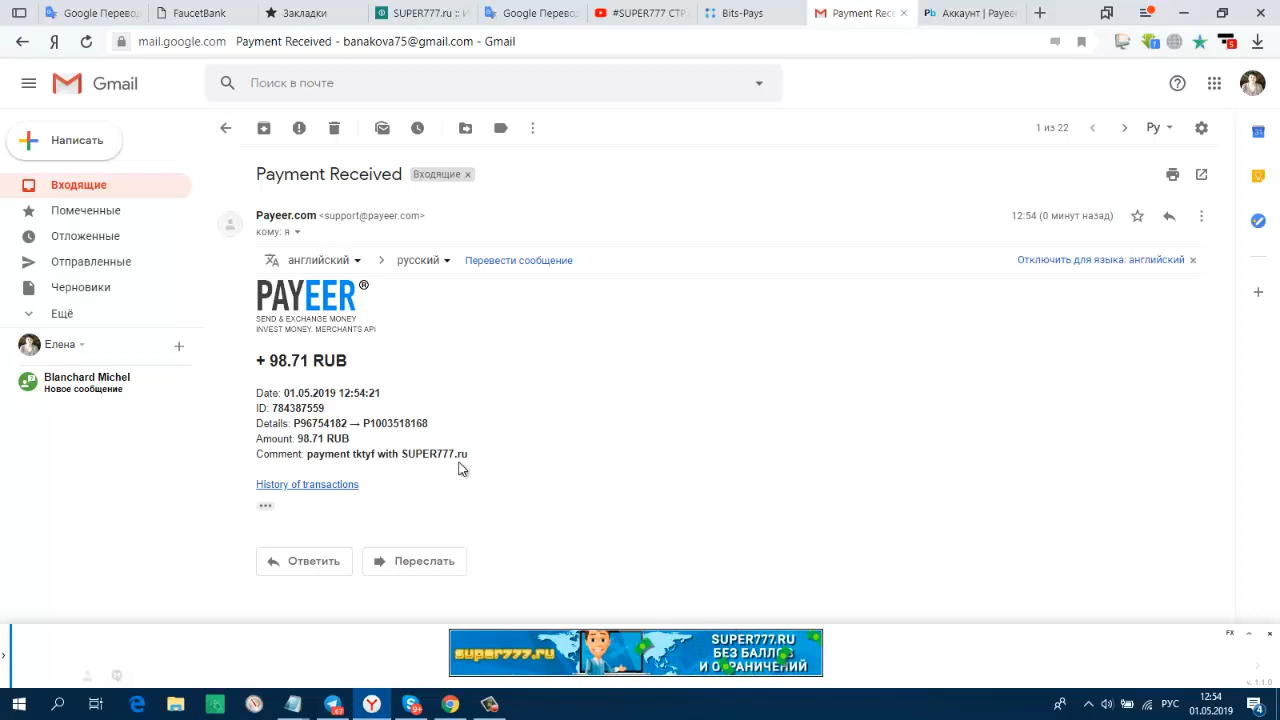 Google Перевод
FaucetBank
Закладки
SUPER777.ru :: И
Google Перевод
#SUPER777 СТР
Bits-Pays
Payment Rece
Аккаунт | Payeer
mail.google.com Payment Received - banakova75@gmail.com - Gmail
Gmail
Поиск в почте
Написать
1 из 22
Ру
Входящие
Помеченные
Отложенные
Отправленные
Черновики
Ещё
Елена
Blanchard Michel
Новое сообщение
Payment Received Входящие x
Payeer.com <support@payeer.com>
12:54 (0 минут назад)
кому: я
английский > русский Перевести сообщение
Отключить для языка: английский x
PAYEER®
SEND & EXCHANGE MONEY
INVEST MONEY. MERCHANTS API
+ 98.71 RUB
Date: 01.05.2019 12:54:21
ID: 784387559
Details: P96754182 → P1003518168
Amount: 98.71 RUB
Comment: payment tktyf with SUPER777.ru
History of transactions
Ответить
Переслать
super777.ru
SUPER777.RU
БЕЗ БАЛЛОВ
И ОГРАНИЧЕНИЙ
FX
v. 1.1.0
РУС
12:54
01.05.2019